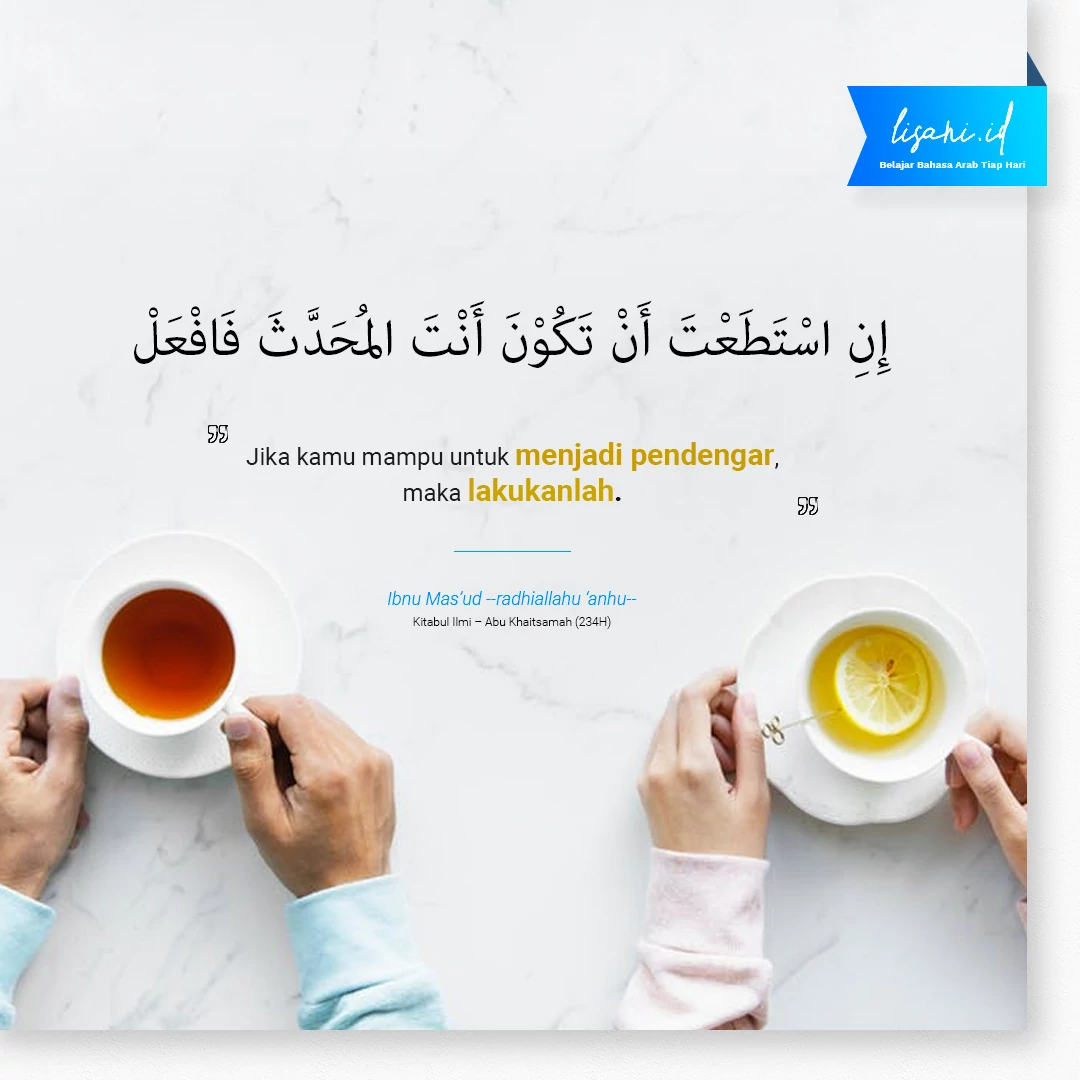 lisani.id
Belajar Bahasa Arab Tiap Hari
إِنِ اسْتَطَعْتَ أَنْ تَكُوْنَ أَنْتَ المُحَدَّثَ فَافْعَلْ
Jika kamu mampu untuk menjadi pendengar,
maka lakukanlah.
Ibnu Mas’ud --radhiallahu ‘anhu--
Kitabul Ilmi – Abu Khaitsamah (234H)